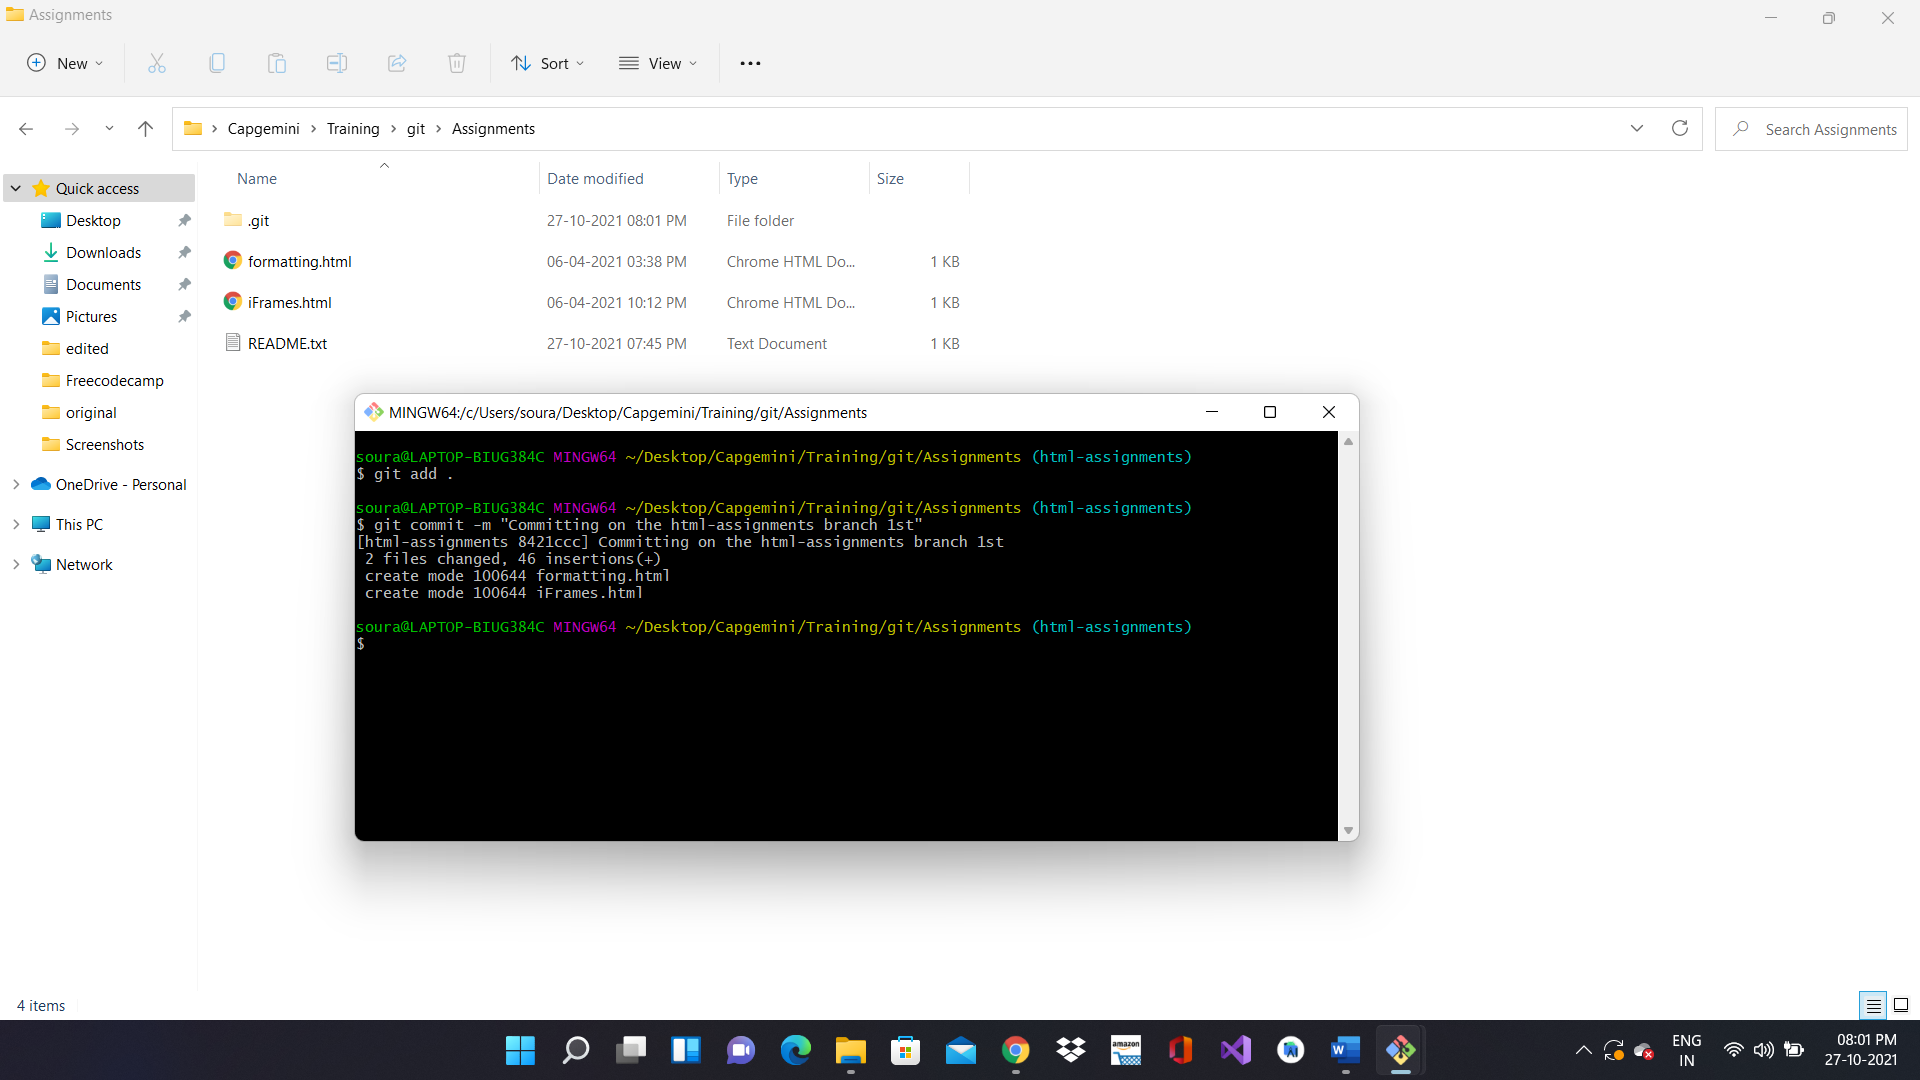 Assignments
New
Sort
View
Capgemini › Training › git › Assignments
Search Assignments
Name Date modified Type Size
.git 27-10-2021 08:01 PM File folder
formatting.html 06-04-2021 03:38 PM Chrome HTML Do... 1 KB
iFrames.html 06-04-2021 10:12 PM Chrome HTML Do... 1 KB
README.txt 27-10-2021 07:45 PM Text Document 1 KB
Quick access
Desktop
Downloads
Documents
Pictures
edited
Freecodecamp
original
Screenshots
OneDrive - Personal
This PC
Network
MINGW64:/c/Users/soura/Desktop/Capgemini/Training/git/Assignments
soura@LAPTOP-BIUG384C MINGW64 ~/Desktop/Capgemini/Training/git/Assignments (html-assignments)
$ git add .
soura@LAPTOP-BIUG384C MINGW64 ~/Desktop/Capgemini/Training/git/Assignments (html-assignments)
$ git commit -m "Committing on the html-assignments branch 1st"
[html-assignments 8421ccc] Committing on the html-assignments branch 1st
2 files changed, 46 insertions(+)
create mode 100644 formatting.html
create mode 100644 iFrames.html
soura@LAPTOP-BIUG384C MINGW64 ~/Desktop/Capgemini/Training/git/Assignments (html-assignments)
$
4 items
amazon
ENG
IN
08:01 PM
27-10-2021